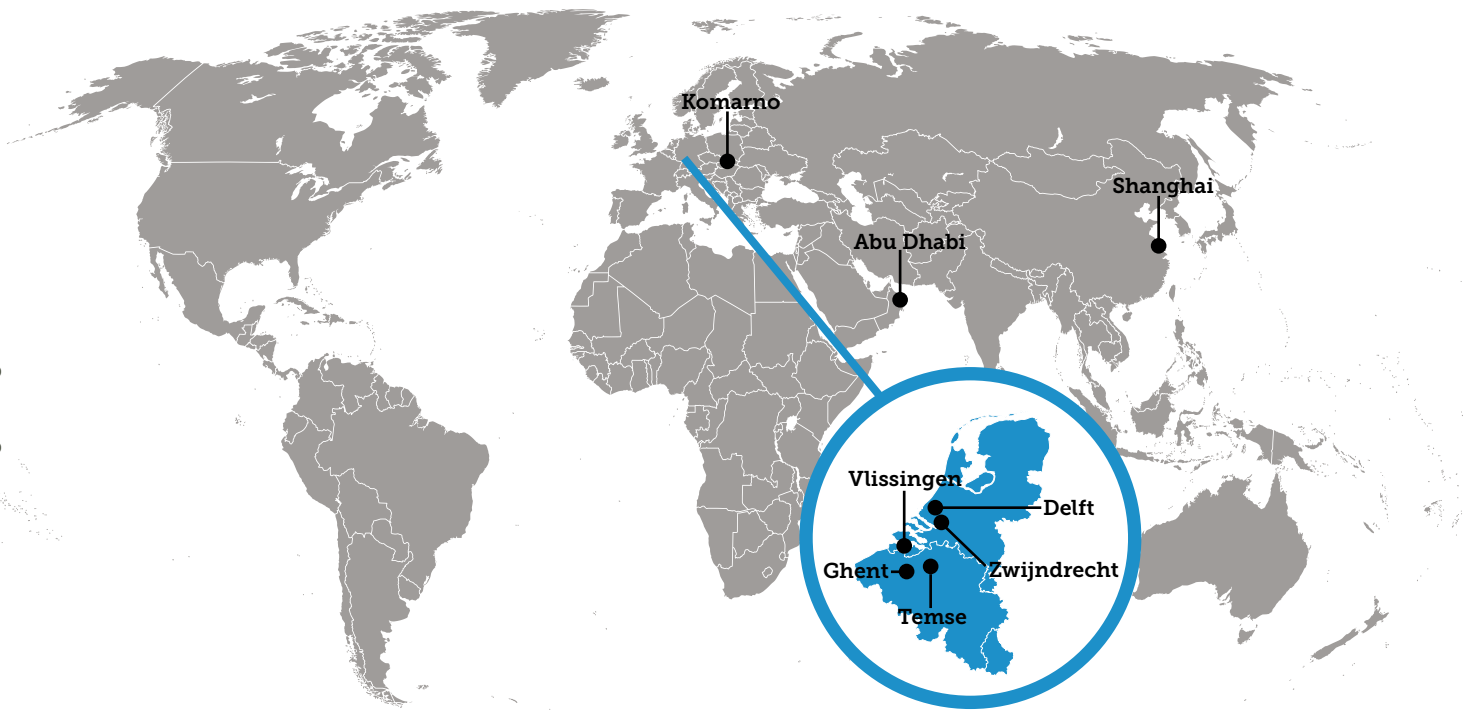 Komarno
Shanghai
Abu Dhabi
Vlissingen
Delft
Ghent
Zwijndrecht
Temse